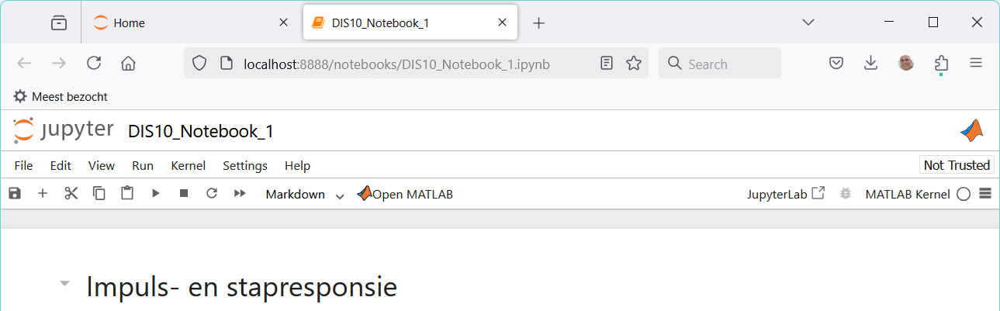 Home DIS10_Notebook_1
localhost:8888/notebooks/DIS10_Notebook_1.ipynb Search
Meest bezocht
jupyter DIS10_Notebook_1
File Edit View Run Kernel Settings Help Not Trusted
Markdown Open MATLAB JupyterLab MATLAB Kernel
Impuls- en stapresponsie